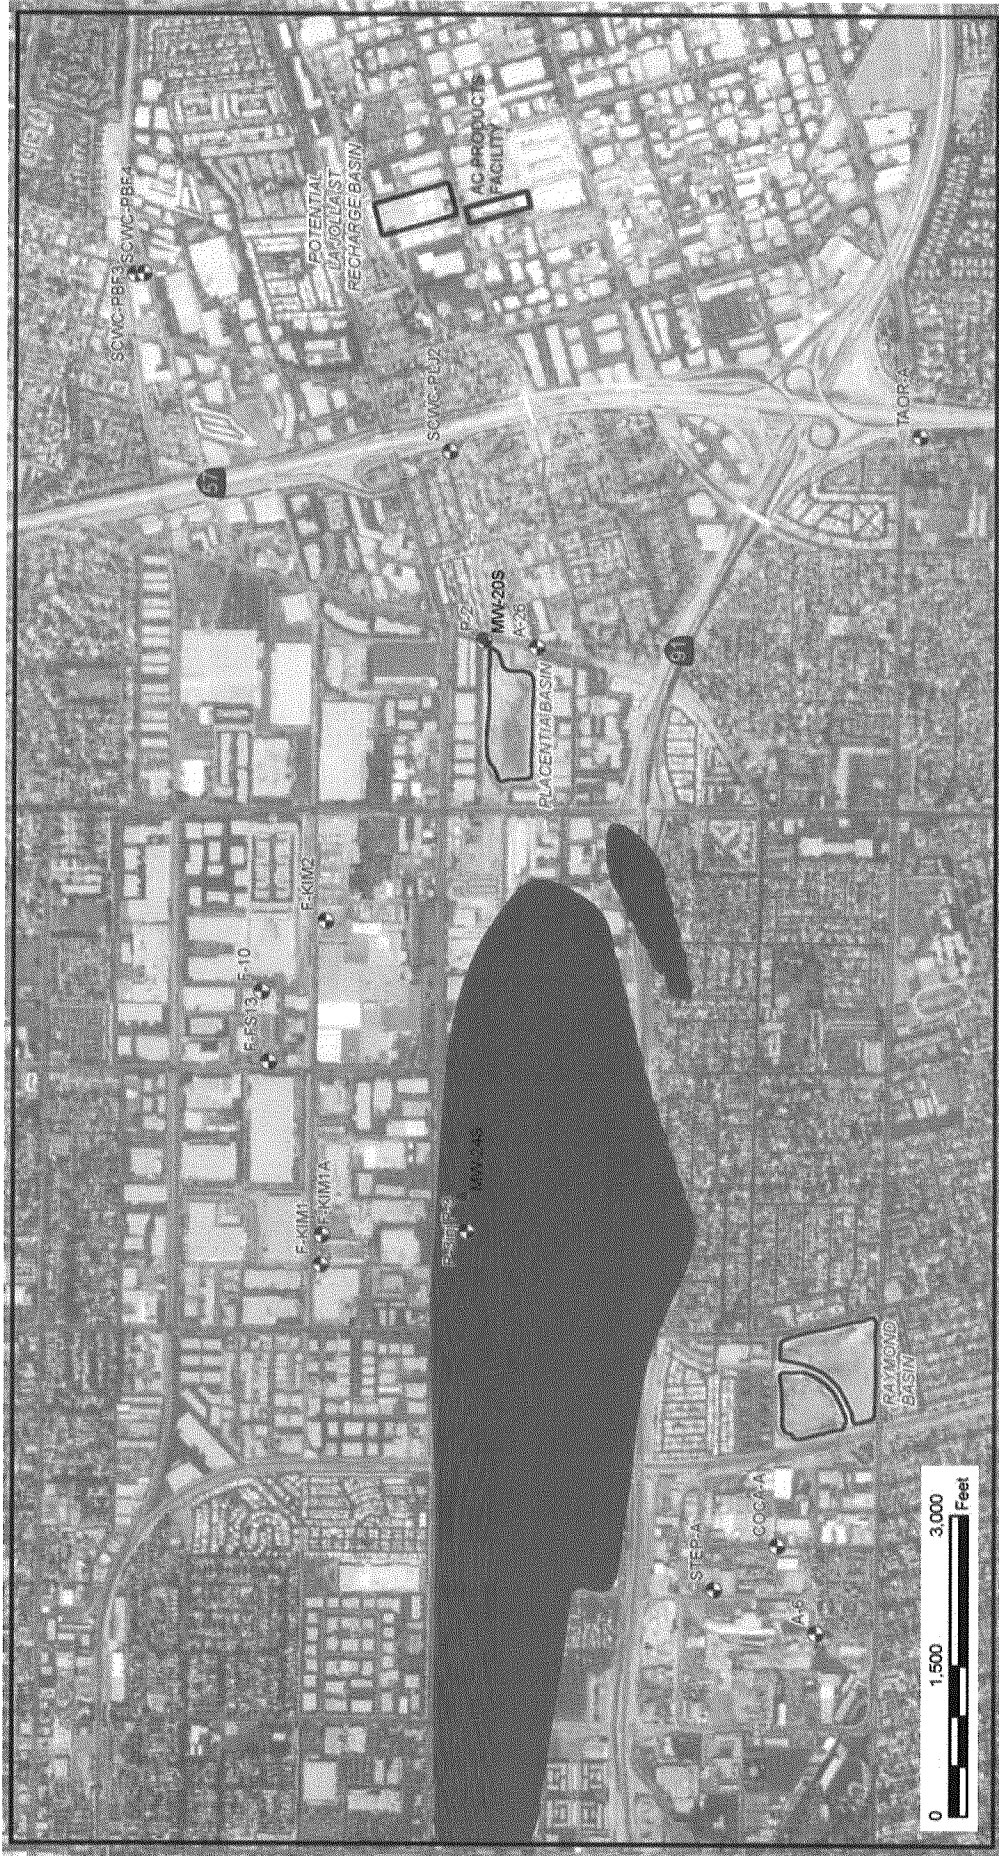 SCWC-PBF3
SCWC-PBF4
POTENTIAL
LA JOLLA ST
RECHARGE BASIN
AC PRODUCTS
FACILITY
57
SCWC-PLJ2
TAOR A
F-2
MW-20S
A-26
PLACENTIA BASIN
91
F-KIM2
F-10
F-FS13
F-KIM1
F-KIM1A
MW-24S
RAYMOND
BASIN
STEP-A
COCA-A
0
1,500
3,000
Feet